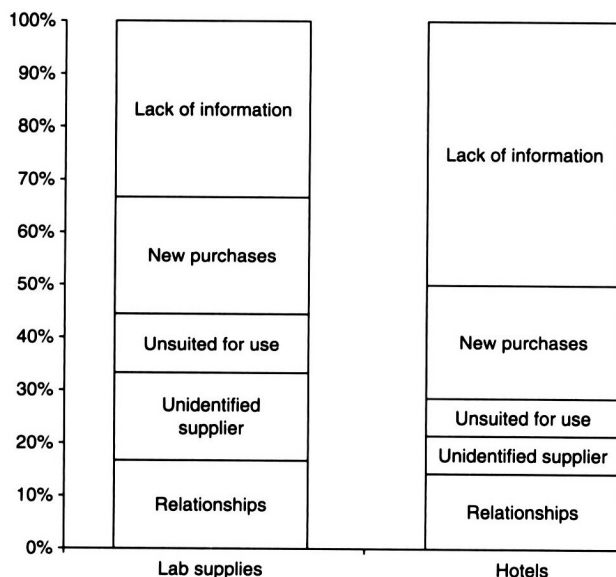 100%
90%
80%
70%
60%
50%
40%
30%
20%
10%
0%
Lack of information
New purchases
Unsuited for use
Unidentified
supplier
Relationships
Lack of information
New purchases
Unsuited for use
Unidentified supplier
Relationships
Lab supplies
Hotels